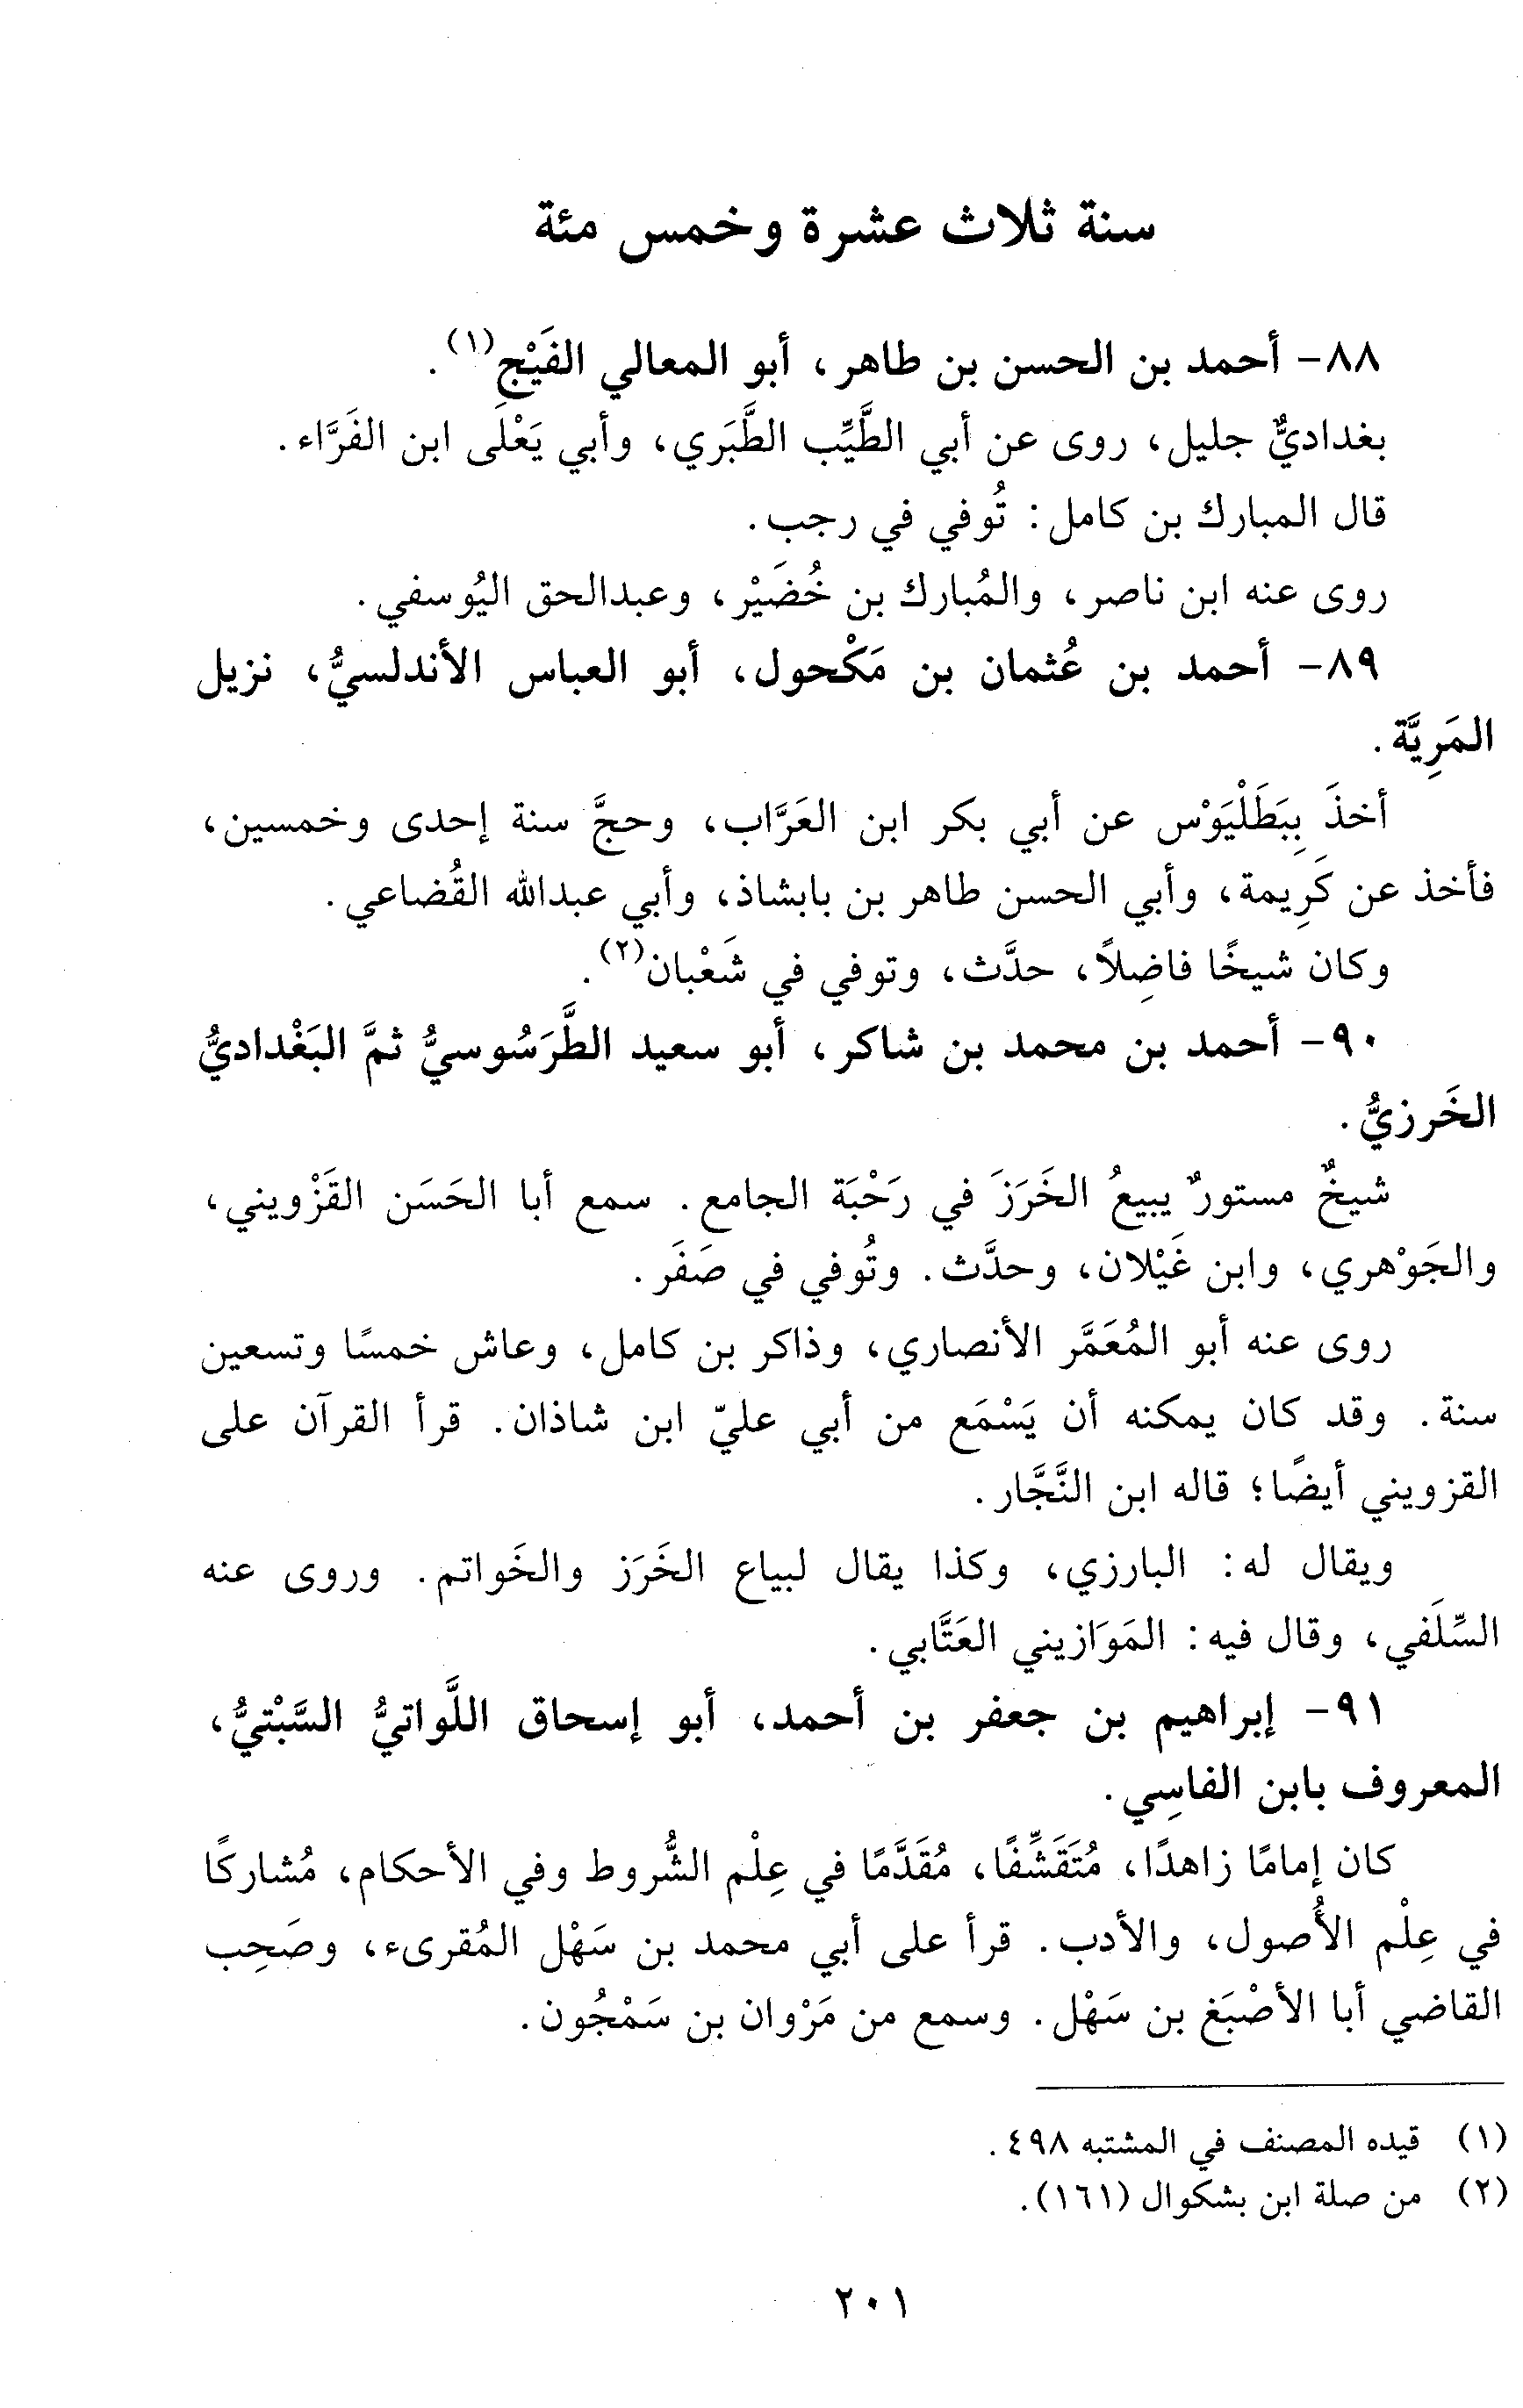 سنة ثلاث عشرة وخمس مئة
٨٨- أحمد بن الحسن بن طاهر، أبو المعالي الفَيْج(١).
بغداديٌّ جليل، روى عن أبي الطَّيِّب الطَّبَري، وأبي يَعْلَى ابن الفَرَّاء.
قال المبارك بن كامل: تُوفي في رجب.
روى عنه ابن ناصر، والمُبارك بن خُضَيْر، وعبدالحق اليُوسفي.
٨٩- أحمد بن عُثمان بن مَكْحول، أبو العباس الأندلسيُّ، نزيل
المَرِيَّة.
أخذَ بِبَطَلْيَوْس عن أبي بكر ابن العَرَّاب، وحجَّ سنة إحدى وخمسين،
فأخذ عن كَرِيمة، وأبي الحسن طاهر بن بابشاذ، وأبي عبدالله القُضاعي.
وكان شيخًا فاضِلاً، حدَّث، وتوفي في شَعْبان(٢).
٩٠- أحمد بن محمد بن شاكر، أبو سعيد الطَّرَسُوسيُّ ثمَّ البَغْداديُّ
الخَرزيُّ.
شيخٌ مستورٌ يبيعُ الخَرَزَ في رَحْبَة الجامع. سمع أبا الحَسَن القَزْويني،
والجَوْهري، وابن غَيْلان، وحدَّث. وتُوفي في صَفَر.
روى عنه أبو المُعَمَّر الأنصاري، وذاكر بن كامل، وعاش خمسًا وتسعين
سنة. وقد كان يمكنه أن يَسْمَع من أبي عليّ ابن شاذان. قرأ القرآن على
القزويني أيضًا؛ قاله ابن النَّجَّار.
ويقال له: البارزي، وكذا يقال لبياع الخَرَز والخَواتم. وروى عنه
السِّلَفي، وقال فيه: المَوَازيني العَتَّابي.
٩١- إبراهيم بن جعفر بن أحمد، أبو إسحاق اللَّواتيُّ السَّبْتيُّ،
المعروف بابن الفاسِي.
كان إمامًا زاهدًا، مُتَقَشِّفًا، مُقَدَّمًا في عِلْم الشُّروط وفي الأحكام، مُشاركًا
في عِلْم الأُصول، والأدب. قرأ على أبي محمد بن سَهْل المُقرىء، وصَحِب
القاضي أبا الأصْبَغ بن سَهْل. وسمع من مَرْوان بن سَمْجُون.
(١) قيده المصنف في المشتبه ٤٩٨.
(٢) من صلة ابن بشكوال (١٦١).
٢٠١